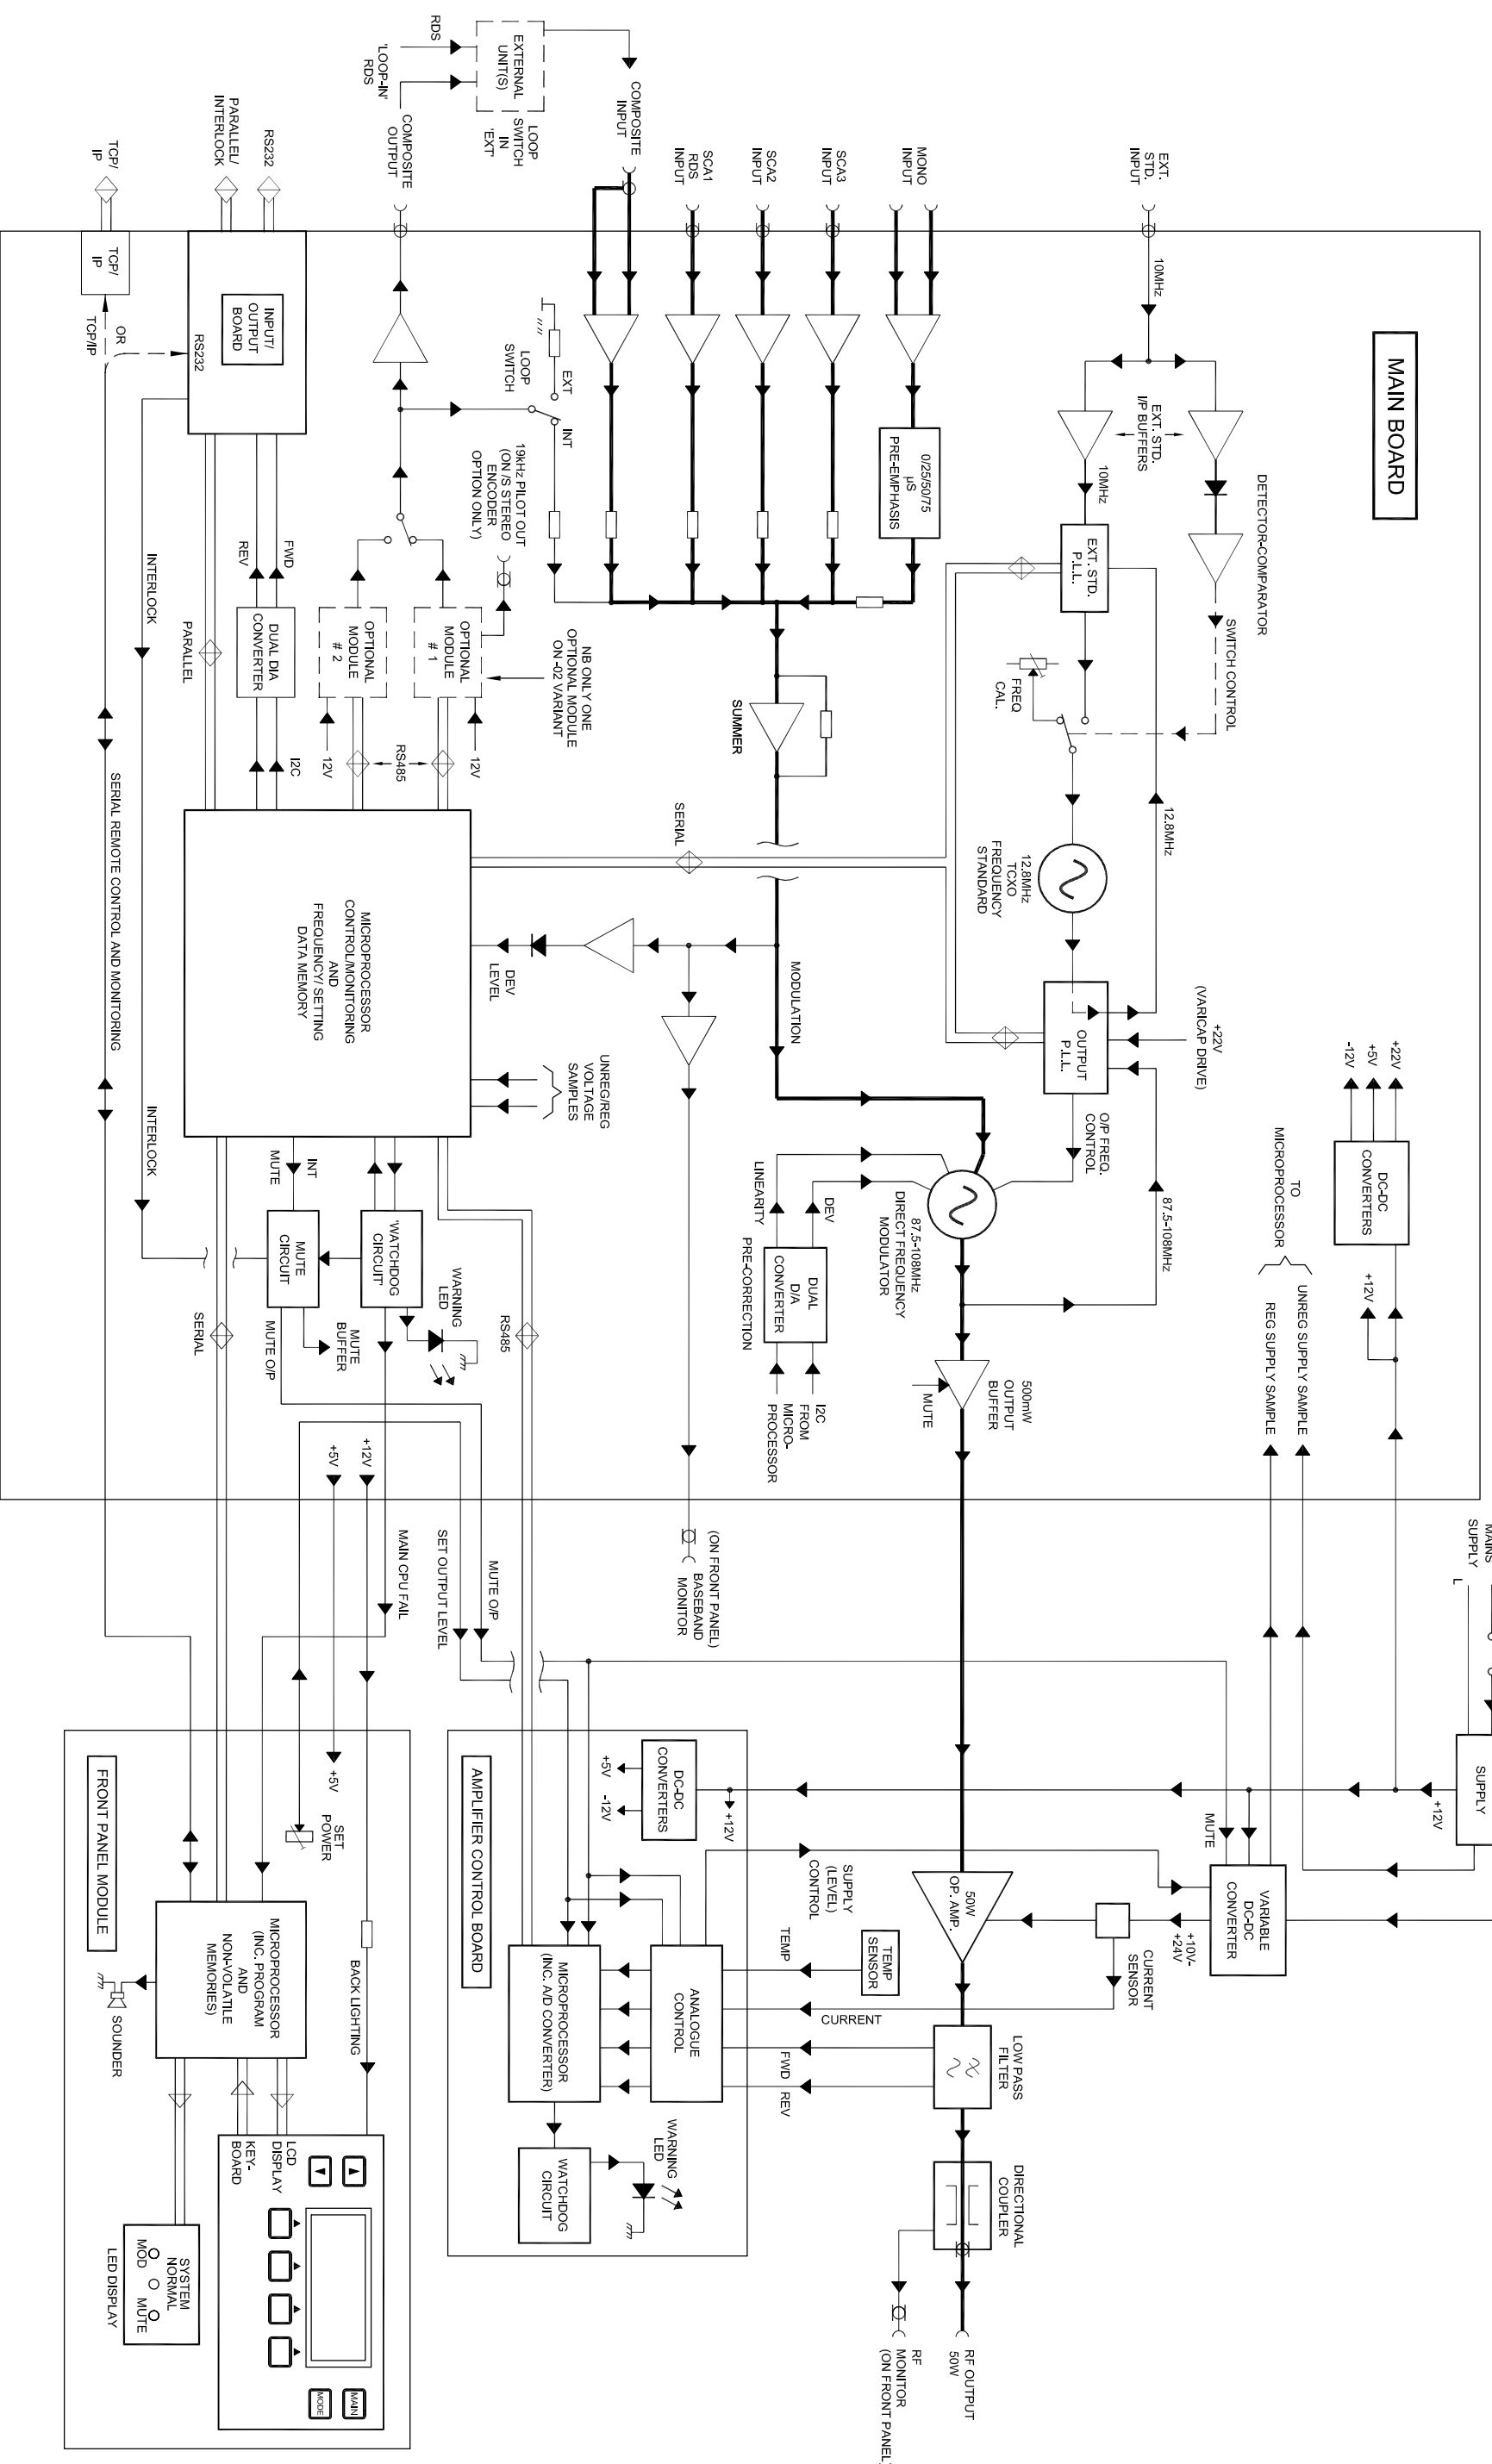 MAIN BOARD
EXT.
STD.
INPUT
10MHz
EXT. STD.
I/P BUFFERS
10MHz
DETECTOR-COMPARATOR
SWITCH CONTROL
EXT. STD.
P.L.L.
FREQ
CAL.
12.8MHz
12.8MHz
TCXO
FREQUENCY
STANDARD
+22V
(VARICAP DRIVE)
OUTPUT
P.L.L.
O/P FREQ.
CONTROL
87.5-108MHz
+22V
+5V
-12V
DC-DC
CONVERTERS
+12V
TO
MICROPROCESSOR
UNREG SUPPLY SAMPLE
REG SUPPLY SAMPLE
MAINS
SUPPLY
L
SUPPLY
+12V
MONO
INPUT
SCA3
INPUT
SCA2
INPUT
SCA1
RDS
INPUT
COMPOSITE
INPUT
0/25/50/75
µS
PRE-EMPHASIS
SUMMER
MODULATION
87.5-108MHz
DIRECT FREQUENCY
MODULATOR
DEV
LINEARITY
DUAL
D/A
CONVERTER
PRE-CORRECTION
I2C
FROM
MICRO-
PROCESSOR
500mW
OUTPUT
BUFFER
MUTE
EXTERNAL
UNIT(S)
LOOP
SWITCH
IN
'EXT'
RDS
'LOOP-IN'
RDS
COMPOSITE
OUTPUT
LOOP
SWITCH
EXT
INT
19kHz PILOT OUT
(ON /S STEREO
ENCODER
OPTION ONLY)
NB ONLY ONE
OPTIONAL MODULE
ON -02 VARIANT
OPTIONAL
MODULE
# 1
OPTIONAL
MODULE
# 2
12V
RS485
12V
SERIAL
DEV
LEVEL
UNREG/REG
VOLTAGE
SAMPLES
RS232
PARALLEL/
INTERLOCK
TCP/
IP
TCP/
IP
INPUT/
OUTPUT
BOARD
RS232
OR
TCP/IP
FWD
REV
DUAL DIA
CONVERTER
I2C
INTERLOCK
PARALLEL
SERIAL REMOTE CONTROL AND MONITORING
MICROPROCESSOR
CONTROL/MONITORING
AND
FREQUENCY/ SETTING
DATA MEMORY
INT
MUTE
INTERLOCK
'WATCHDOG
CIRCUIT'
MUTE
CIRCUIT
WARNING
LED
MUTE
BUFFER
MUTE O/P
SERIAL
RS485
+12V
+5V
MAIN CPU FAIL
SET OUTPUT LEVEL
MUTE O/P
(ON FRONT PANEL)
BASEBAND
MONITOR
MUTE
VARIABLE
DC-DC
CONVERTER
+10V-
+24V
CURRENT
SENSOR
SUPPLY
(LEVEL)
CONTROL
50W
OP. AMP.
TEMP
SENSOR
TEMP
CURRENT
LOW PASS
FILTER
FWD
REV
DIRECTIONAL
COUPLER
RF OUTPUT
50W
RF
MONITOR
(ON FRONT PANEL)
AMPLIFIER CONTROL BOARD
DC-DC
CONVERTERS
+5V
-12V
+12V
ANALOGUE
CONTROL
MICROPROCESSOR
(INC. A/D CONVERTER)
WARNING
LED
WATCHDOG
CIRCUIT
FRONT PANEL MODULE
+5V
SET
POWER
BACK LIGHTING
MICROPROCESSOR
(INC. PROGRAM
AND
NON-VOLATILE
MEMORIES)
SOUNDER
LCD
DISPLAY
KEY-
BOARD
MAIN
MODE
SYSTEM
NORMAL
MOD
MUTE
LED DISPLAY